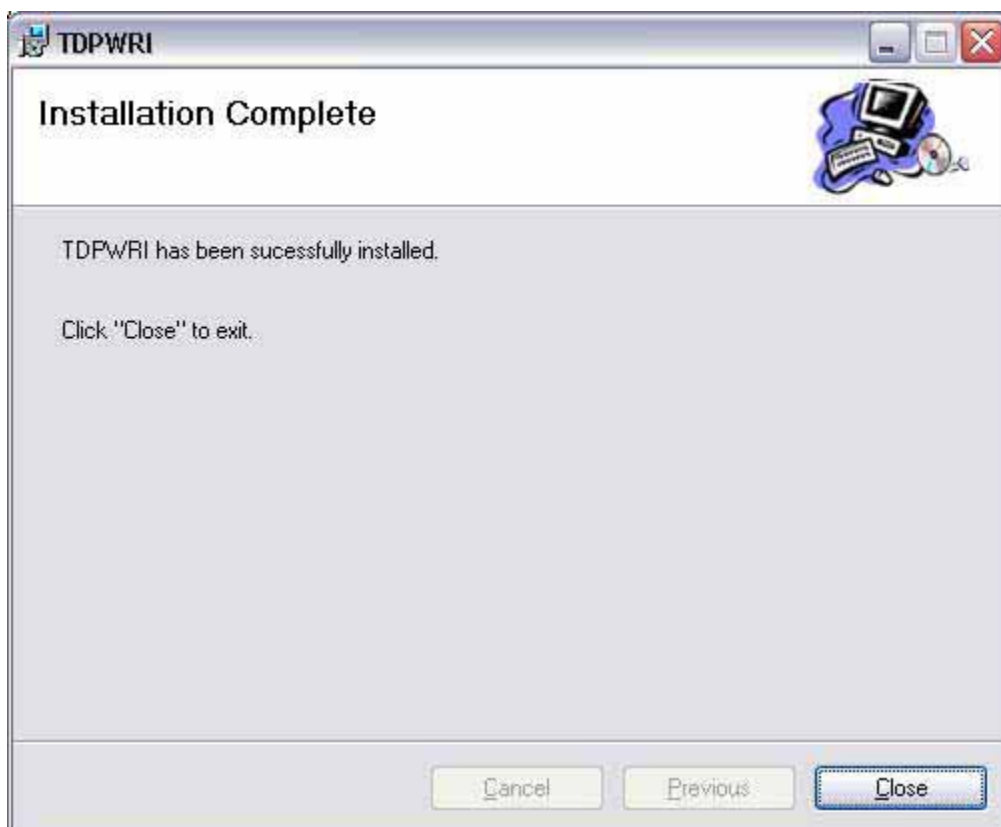 TDPWRI
Installation Complete
TDPWRI has been sucessfully installed.
Click "Close" to exit.
Cancel
Previous
Close